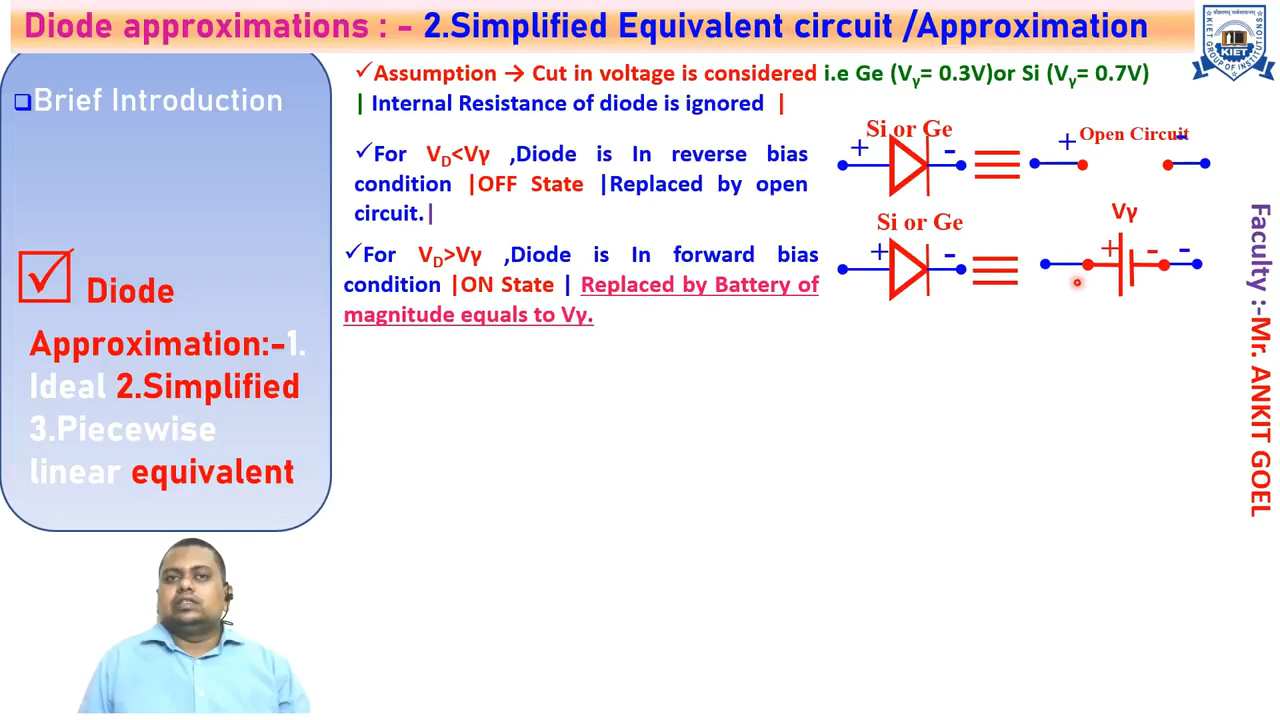 Diode approximations : - 2.Simplified Equivalent circuit /Approximation
KIET GROUP OF INSTITUTIONS
KIET
❑Brief Introduction
✓Assumption → Cut in voltage is considered i.e Ge (Vγ= 0.3V)or Si (Vγ= 0.7V)
| Internal Resistance of diode is ignored |
✓For VD<Vγ ,Diode is In reverse bias
condition |OFF State |Replaced by open
circuit.|
Si or Ge
+ -
Open Circuit
+ -
✓For VD>Vγ ,Diode is In forward bias
condition |ON State | Replaced by Battery of
magnitude equals to Vγ.
Si or Ge
+ -
Vγ
+ - -
Diode
Approximation:-1.
Ideal 2.Simplified
3.Piecewise
linear equivalent
Faculty :-Mr. ANKIT GOEL